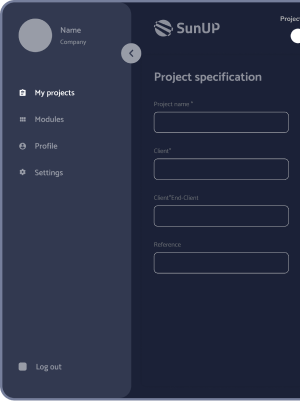 Name
Company
My projects
Modules
Profile
Settings
Log out
SunUP
Projec
Project specification
Project name *
Client*
Client*End-Client
Reference